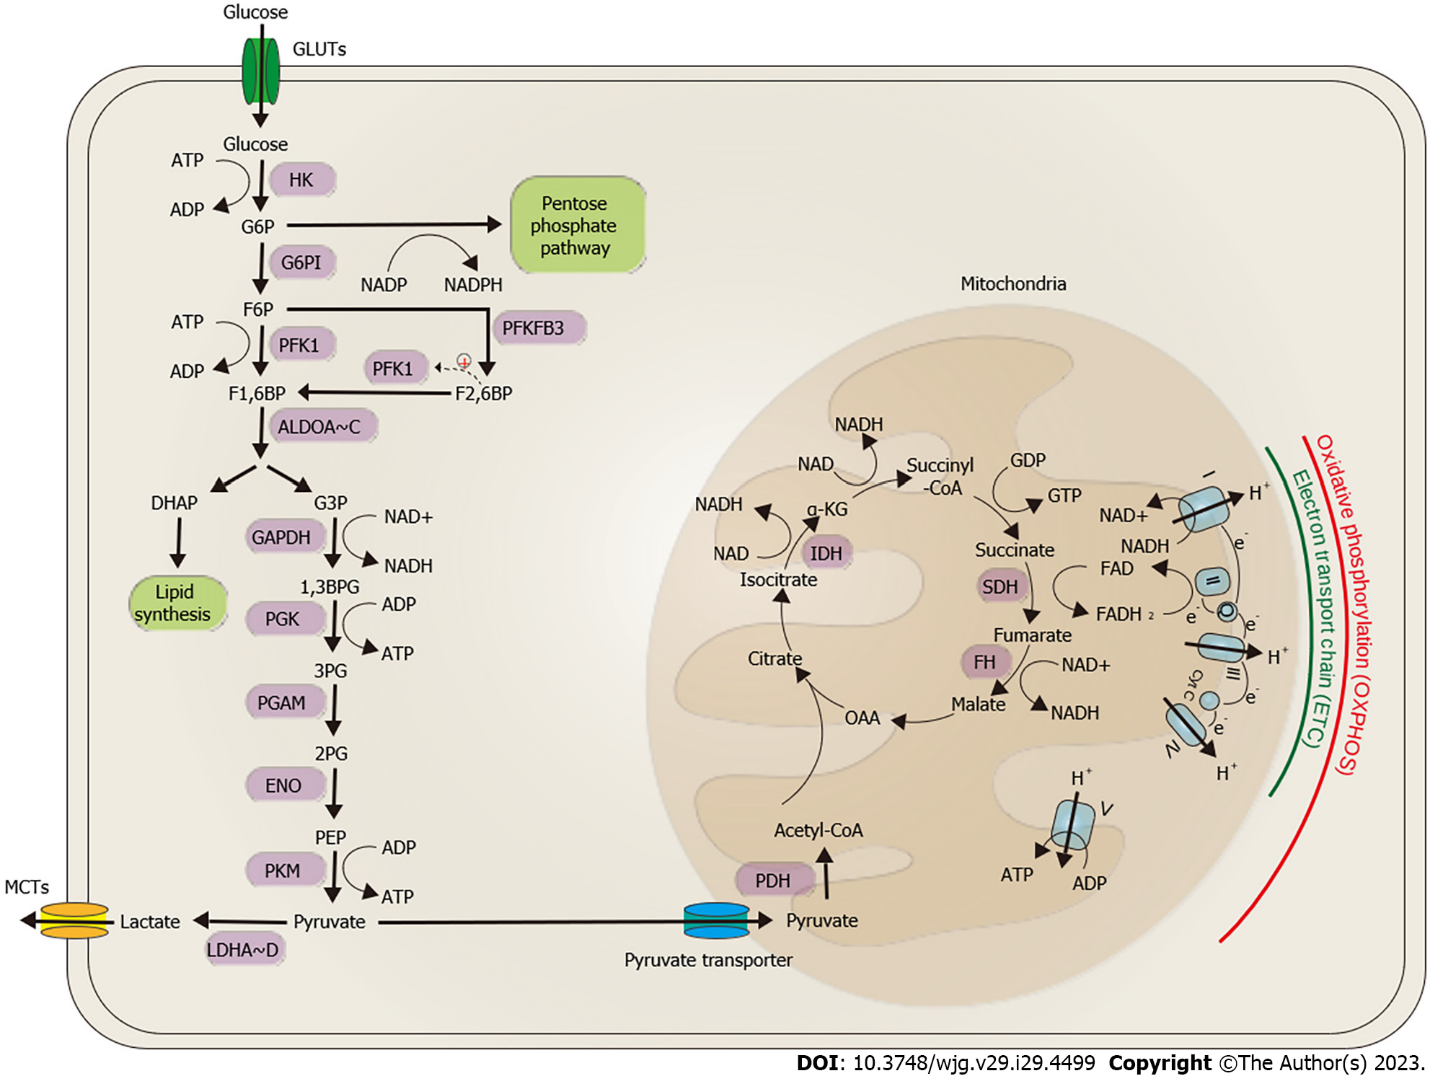 Glucose
GLUTs
Glucose
ATP
HK
ADP
G6P
Pentose
phosphate
pathway
G6PI
NADP
NADPH
F6P
ATP
PFK1
PFKFB3
ADP
PFK1
+
F1,6BP
F2,6BP
ALDOA~C
DHAP
G3P
NAD+
GAPDH
NADH
Lipid
synthesis
1,3BPG
ADP
PGK
ATP
3PG
PGAM
2PG
ENO
PEP
ADP
PKM
ATP
MCTs
Lactate
Pyruvate
LDHA~D
Pyruvate transporter
Mitochondria
Pyruvate
PDH
Acetyl-CoA
Citrate
Isocitrate
NAD
NADH
IDH
α-KG
NAD
NADH
Succinyl
-CoA
GDP
GTP
Succinate
SDH
FAD
FADH 2
Fumarate
FH
NAD+
NADH
Malate
OAA
NAD+
NADH
I
H+
e-
II
Q
e-
e-
III
H+
e-
Cyt C
e-
IV
H+
H+
V
ATP
ADP
Electron transport chain (ETC)
Oxidative phosphorylation (OXPHOS)
DOI: 10.3748/wjg.v29.i29.4499 Copyright ©The Author(s) 2023.